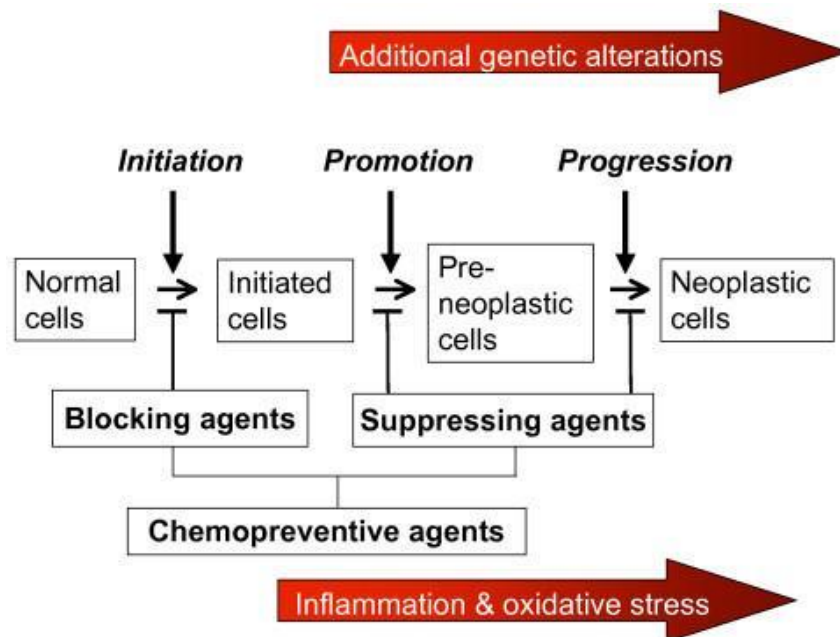 Additional genetic alterations
Initiation
Promotion
Progression
Normal
cells
Initiated
cells
Pre-
neoplastic
cells
Neoplastic
cells
Blocking agents
Suppressing agents
Chemopreventive agents
Inflammation & oxidative stress